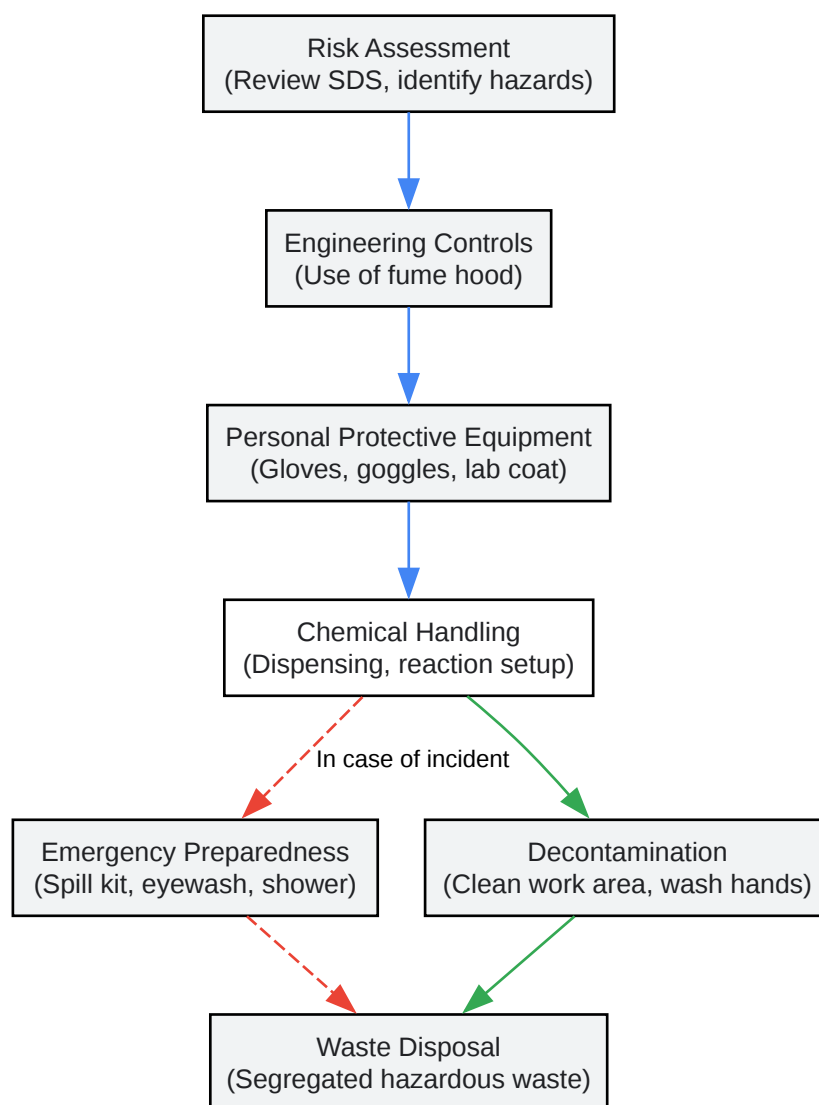 Risk Assessment
(Review SDS, identify hazards)
Engineering Controls
(Use of fume hood)
Personal Protective Equipment
(Gloves, goggles, lab coat)
Chemical Handling
(Dispensing, reaction setup)
In case of incident
Emergency Preparedness
(Spill kit, eyewash, shower)
Decontamination
(Clean work area, wash hands)
Waste Disposal
(Segregated hazardous waste)